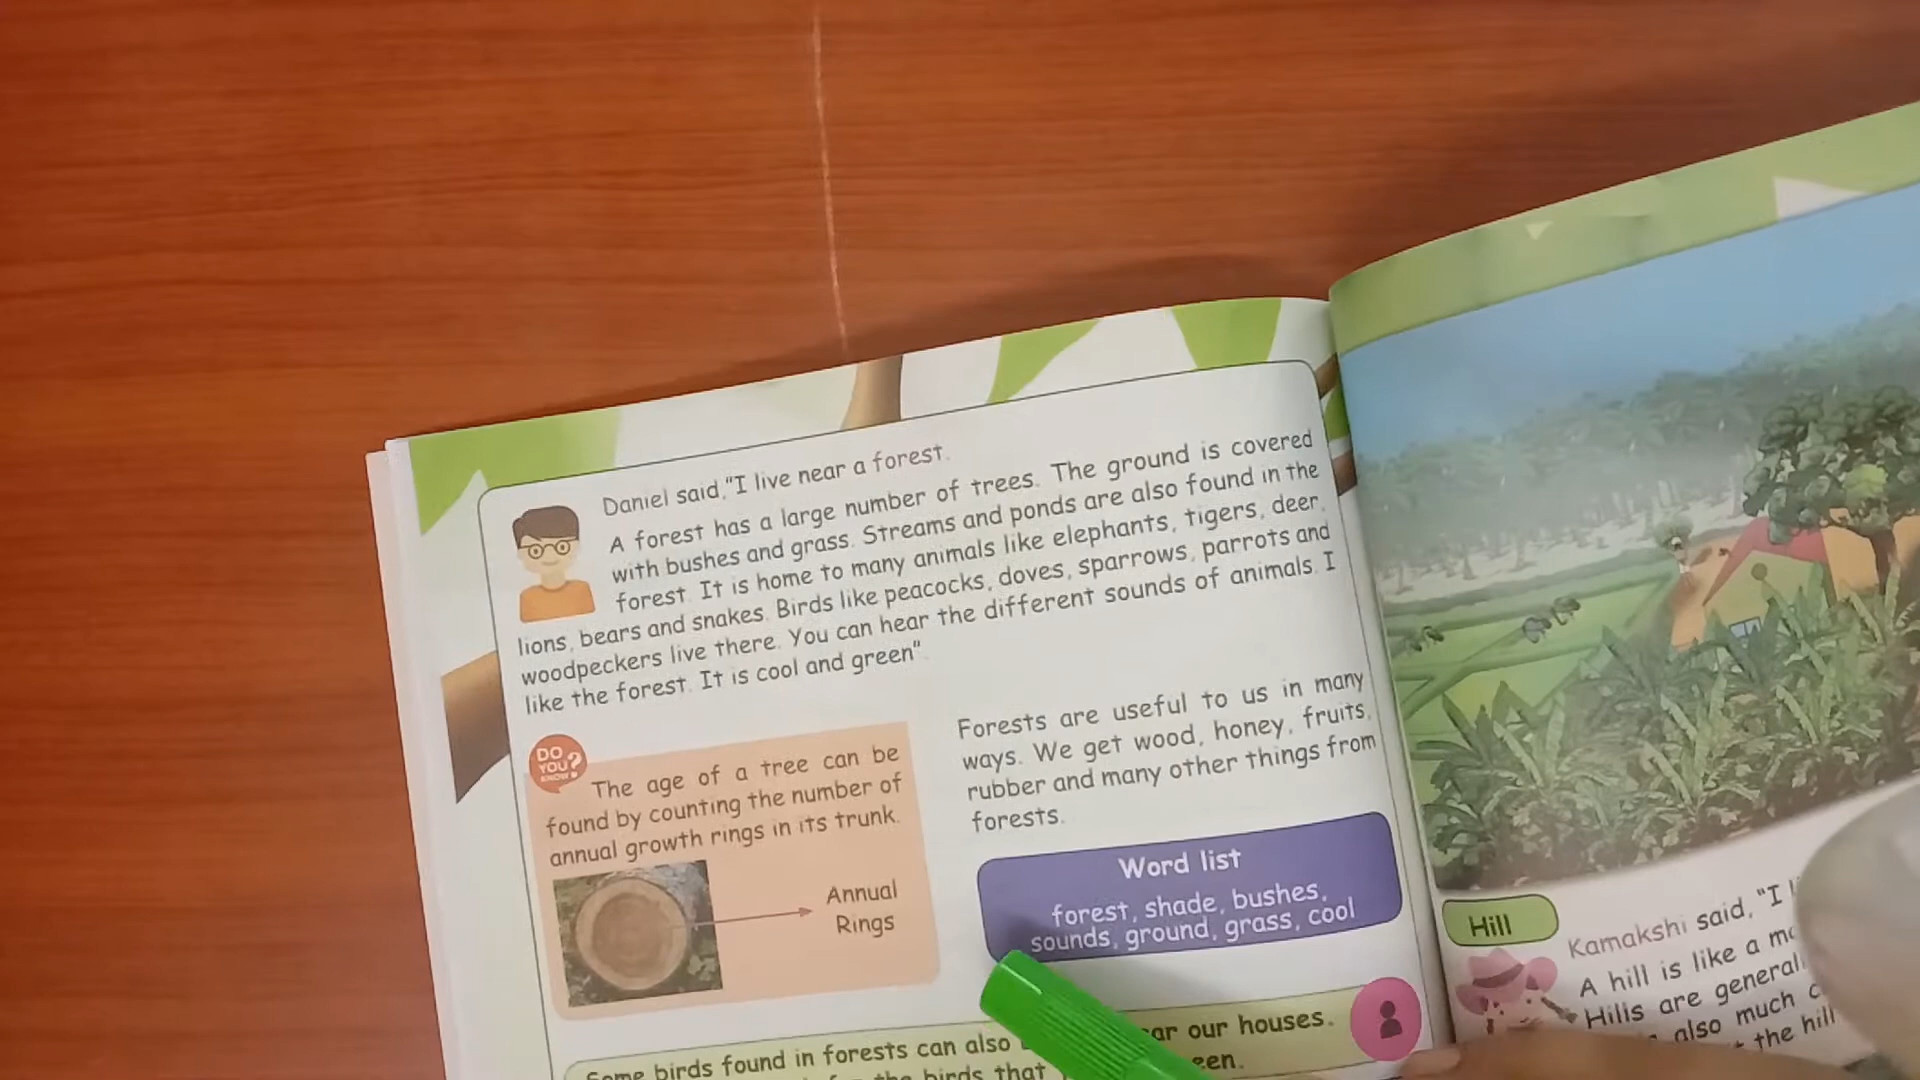 Daniel said,"I live near a forest.
A forest has a large number of trees. The ground is covered
with bushes and grass. Streams and ponds are also found in the
forest. It is home to many animals like elephants, tigers, deer,
lions, bears and snakes. Birds like peacocks, doves, sparrows, parrots and
woodpeckers live there. You can hear the different sounds of animals. I
like the forest. It is cool and green".
DO
YOU?
KNOW!
The age of a tree can be
found by counting the number of
annual growth rings in its trunk.
Annual
Rings
Forests are useful to us in many
ways. We get wood, honey, fruits,
rubber and many other things from
forests.
Word list
forest, shade, bushes,
sounds, ground, grass, cool
Some birds found in forests can also
our houses.
the birds that
Hill
Kamakshi said, "I
A hill is like a
Hills are
also much
the hill